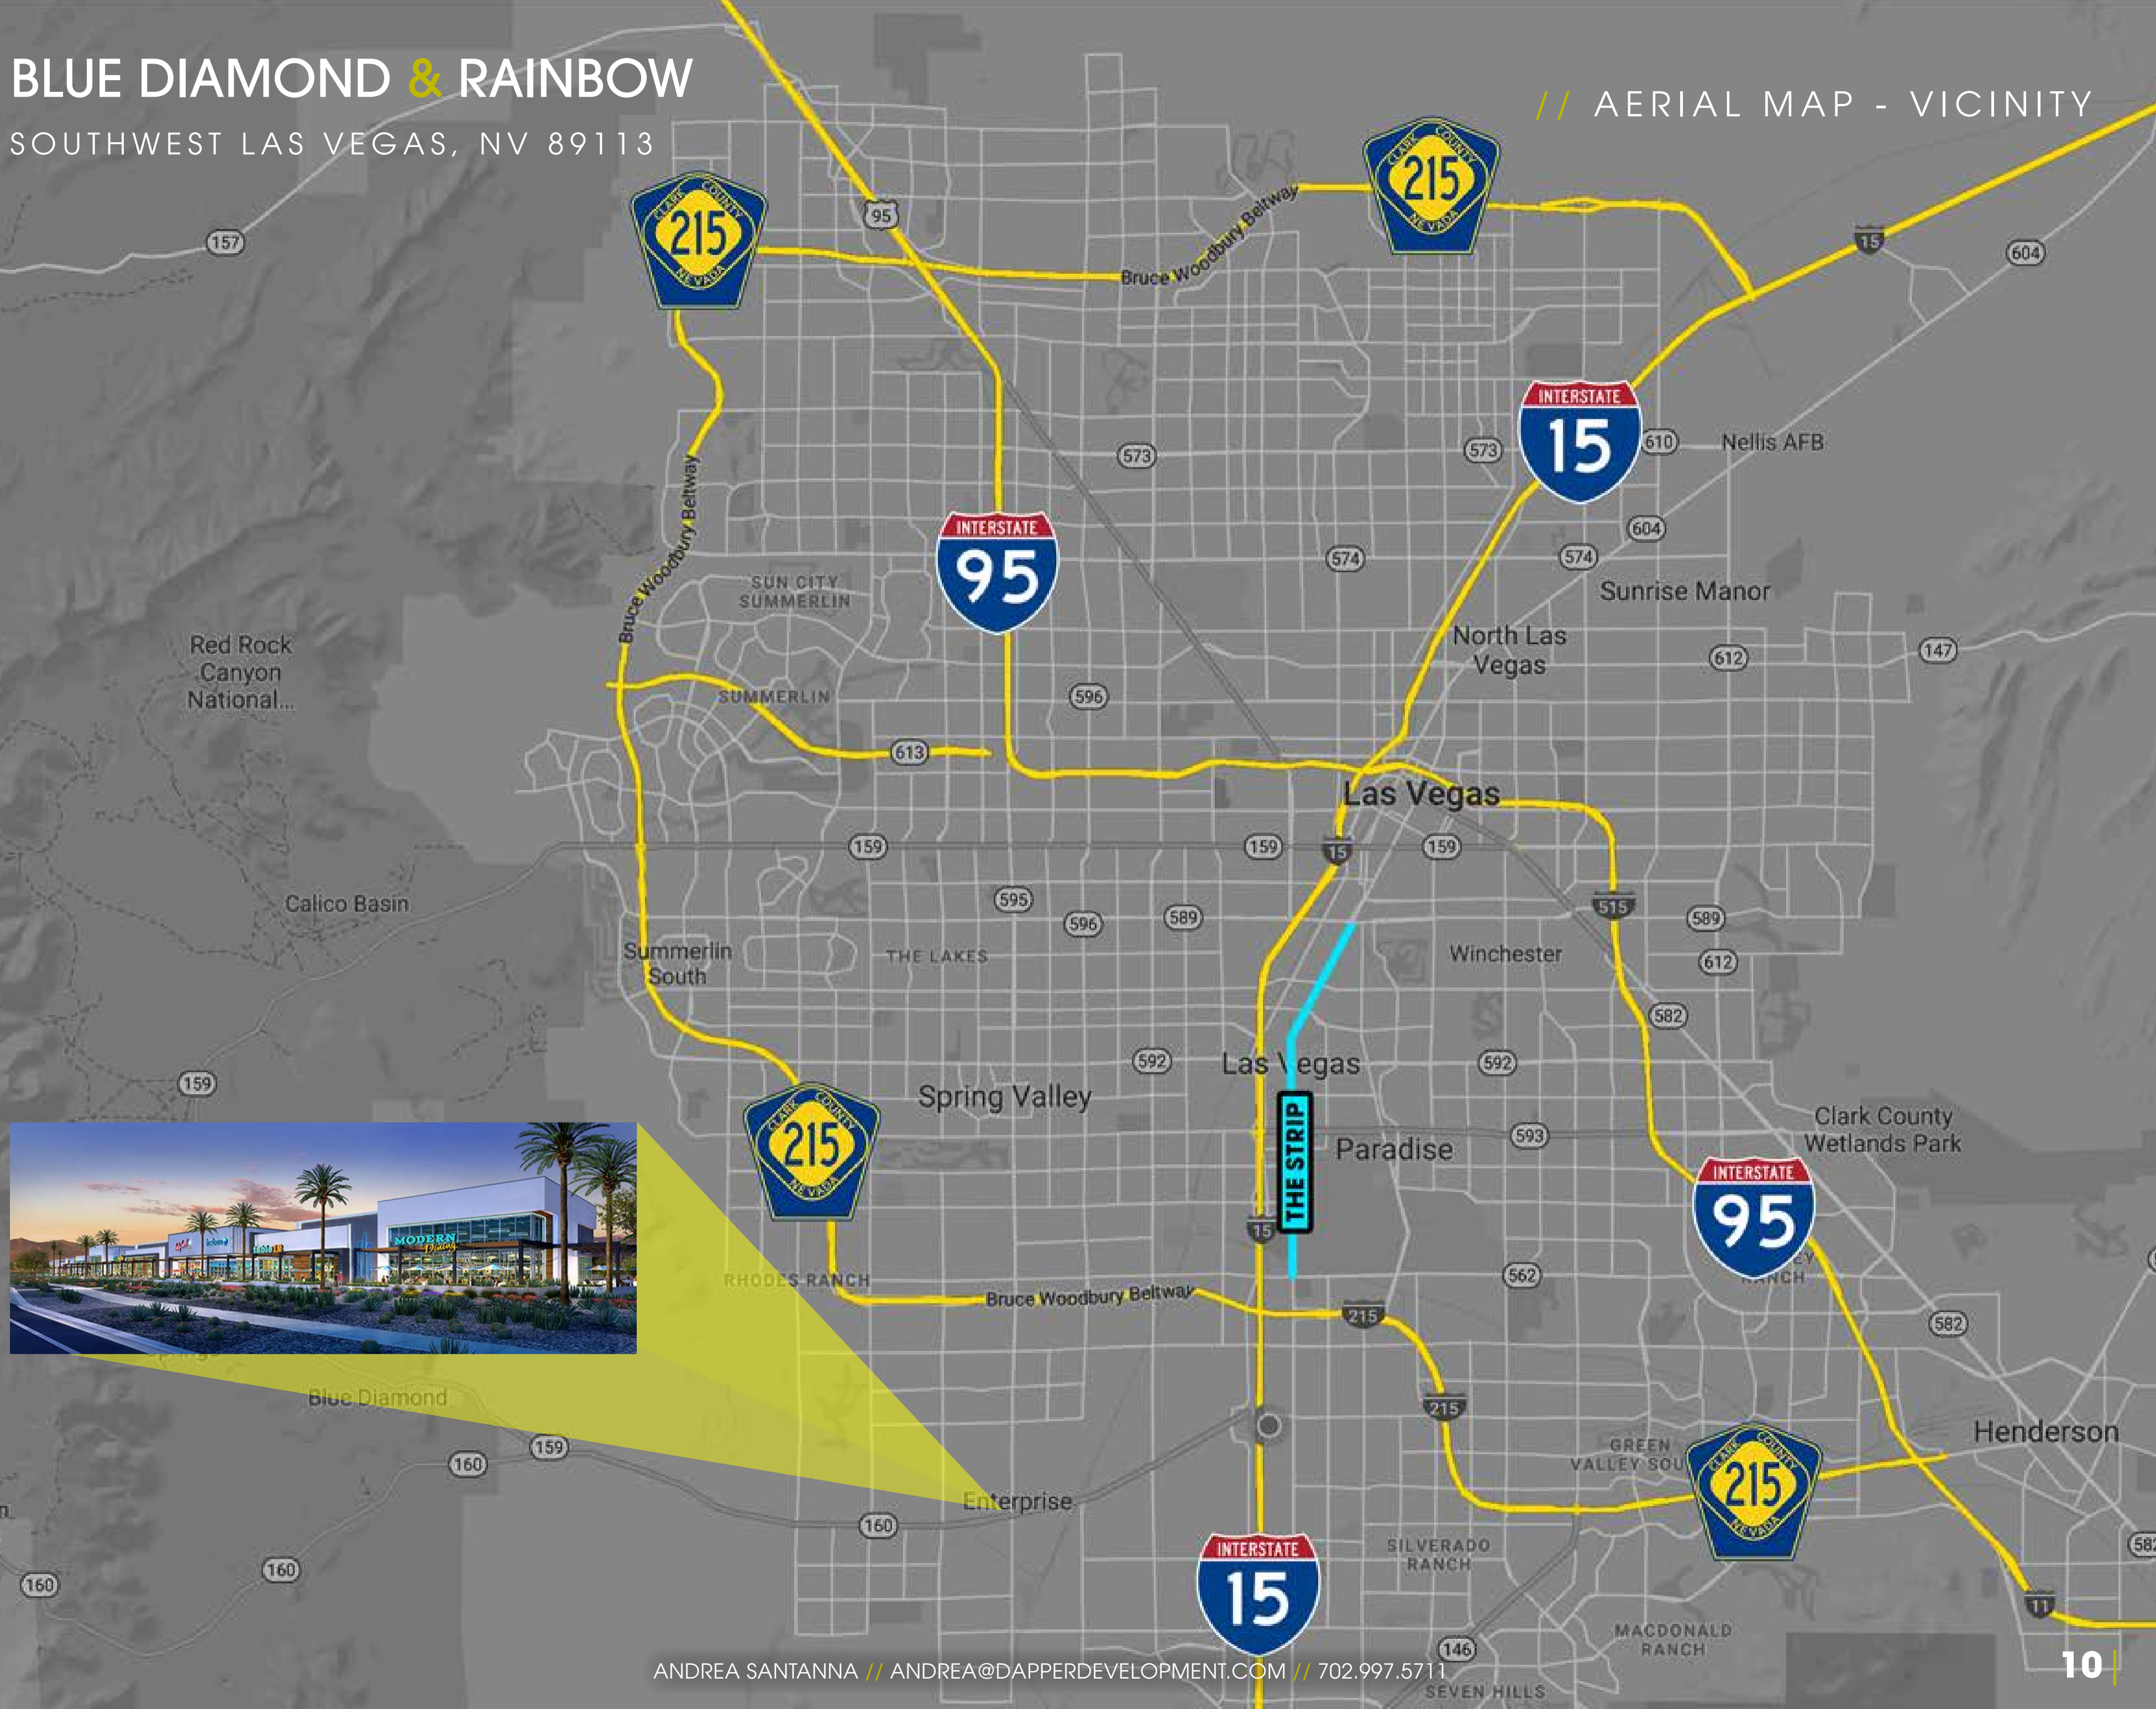 BLUE DIAMOND & RAINBOW
SOUTHWEST LAS VEGAS, NV 89113
// AERIAL MAP - VICINITY
CLARK COUNTY
215
NEVADA
CLARK COUNTY
215
NEVADA
95
157
Bruce Woodbury Beltway
15
604
INTERSTATE
15
610
Nellis AFB
573
573
Bruce Woodbury Beltway
INTERSTATE
95
604
574
574
SUN CITY
SUMMERLIN
Sunrise Manor
Red Rock
Canyon
National...
North Las
Vegas
612
147
SUMMERLIN
596
613
Las Vegas
159
159
15
159
Calico Basin
595
596
589
515
589
Summerlin
South
THE LAKES
Winchester
612
582
592
Las Vegas
592
159
Spring Valley
CLARK COUNTY
215
NEVADA
THE STRIP
Paradise
593
Clark County
Wetlands Park
INTERSTATE
95
MODERN
Dining
15
RHODES RANCH
562
RANCH
Bruce Woodbury Beltway
215
582
Blue Diamond
215
159
160
Henderson
GREEN
VALLEY SOU
CLARK COUNTY
215
NEVADA
Enterprise
160
INTERSTATE
15
SILVERADO
RANCH
160
160
582
11
146
MACDONALD
RANCH
ANDREA SANTANNA // ANDREA@DAPPERDEVELOPMENT.COM // 702.997.5711
SEVEN HILLS
10